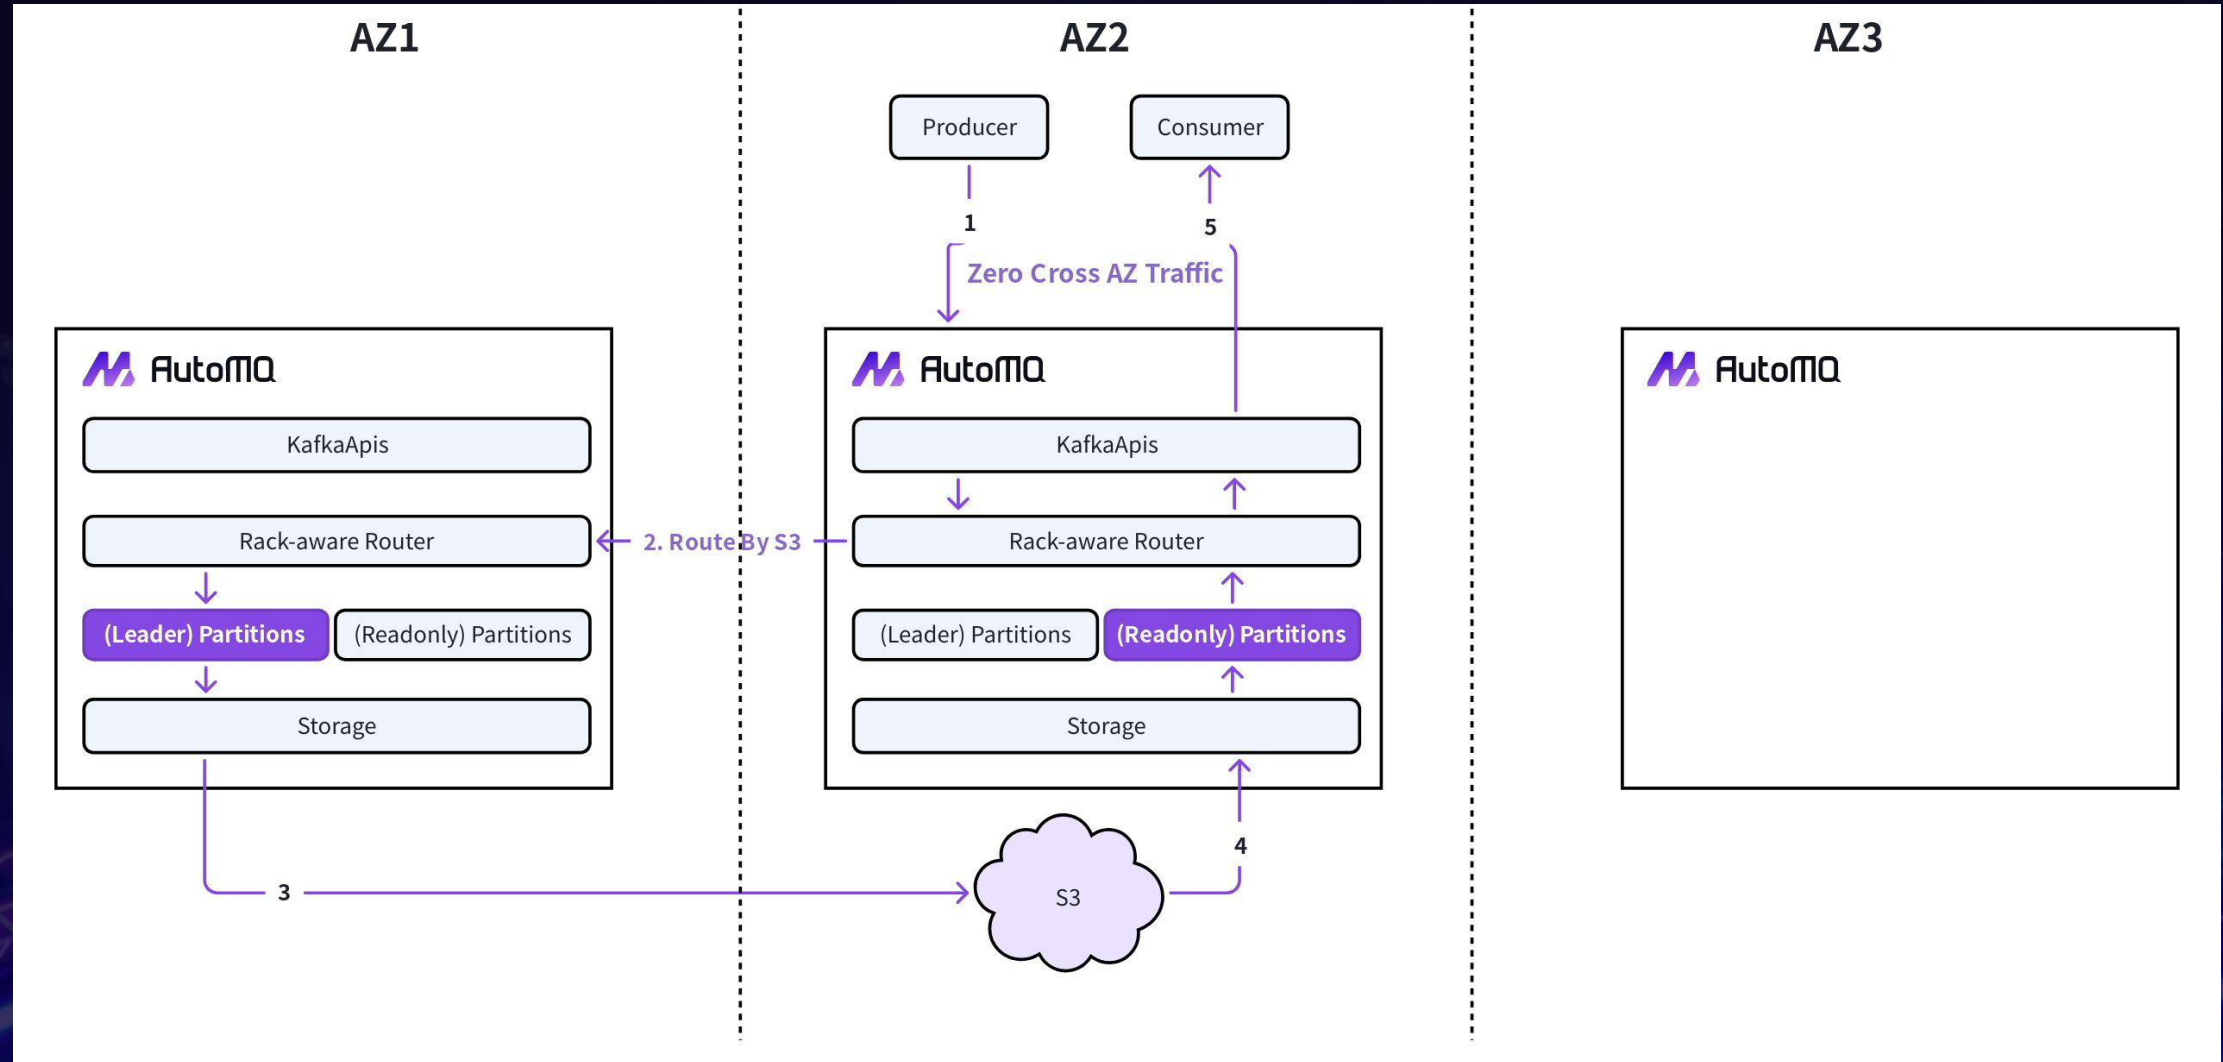 AZ1
AZ2
AZ3
Producer
Consumer
1
5
Zero Cross AZ Traffic
AutoMQ
KafkaApis
Rack-aware Router
(Leader) Partitions
(Readonly) Partitions
Storage
2. Route By S3
AutoMQ
KafkaApis
Rack-aware Router
(Leader) Partitions
(Readonly) Partitions
Storage
AutoMQ
3
S3
4